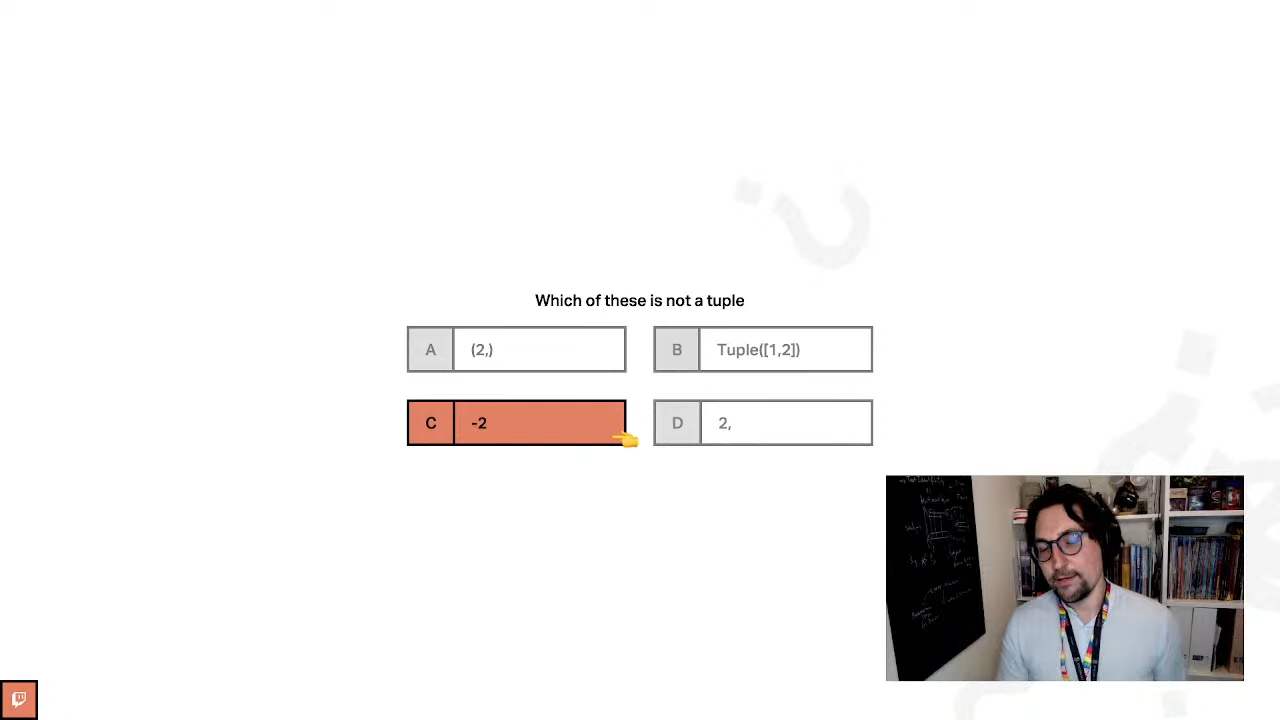 Which of these is not a tuple
A (2,)
B Tuple([1,2])
C -2
D 2,